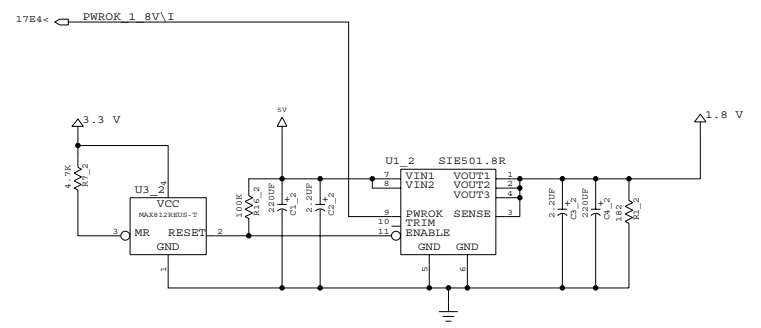 17E4< PWROK_1_8V\I
3.3 V
5V
1.8 V
4.7K
R7_2
U3_2
4
VCC
MAX812REUS-T
3 MR RESET 2
GND
1
100K
R16_2
220UF
+
C1_2
2.2UF
+
C2_2
U1_2 SIE501.8R
7 VIN1 VOUT1 1
8 VIN2 VOUT2 2
VOUT3 4
9 PWROK SENSE 3
10 TRIM
11 ENABLE
GND GND
5 6
2.2UF
+
C3_2
220UF
+
C4_2
182
R1_2